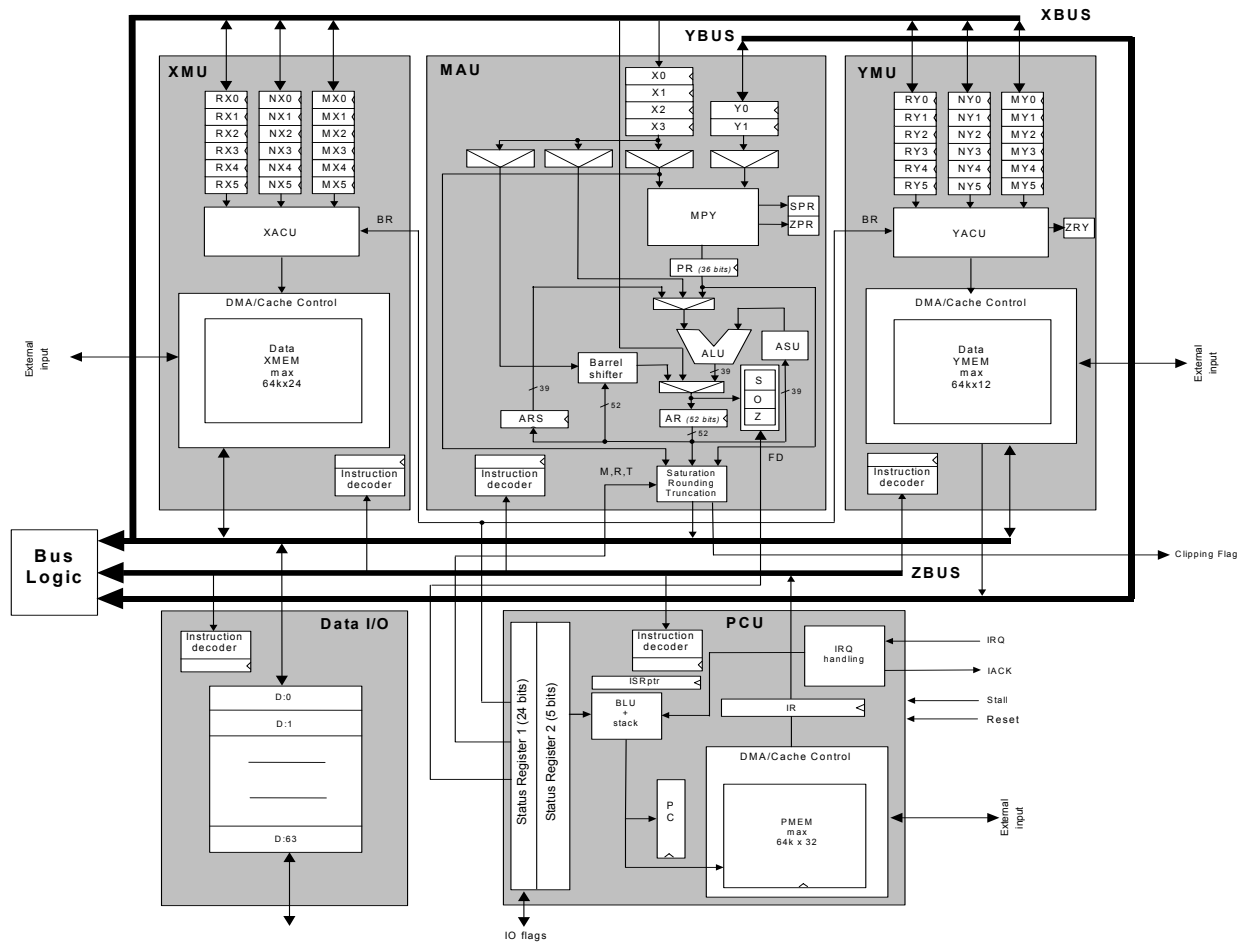 XBUS
YBUS
XMU
MAU
YMU
RX0
RX1
RX2
RX3
RX4
RX5
NX0
NX1
NX2
NX3
NX4
NX5
MX0
MX1
MX2
MX3
MX4
MX5
XACU
BR
DMA/Cache Control
Data
XMEM
max
64kx24
External
input
Instruction
decoder
X0
X1
X2
X3
Y0
Y1
MPY
SPR
ZPR
PR (36 bits)
ALU
ASU
Barrel
shifter
39
39
39
52
52
S
O
Z
ARS
AR (52 bits)
FD
M,R,T
Saturation
Rounding
Truncation
Instruction
decoder
RY0
RY1
RY2
RY3
RY4
RY5
NY0
NY1
NY2
NY3
NY4
NY5
MY0
MY1
MY2
MY3
MY4
MY5
BR
YACU
ZRY
DMA/Cache Control
Data
YMEM
max
64kx12
External
input
Instruction
decoder
Bus
Logic
ZBUS
Clipping Flag
Data I/O
Instruction
decoder
D:0
D:1
D:63
PCU
Status Register 1 (24 bits)
Status Register 2 (5 bits)
Instruction
decoder
ISRptr
BLU
+
stack
IRQ
handling
IR
P
C
DMA/Cache Control
PMEM
max
64k x 32
IRQ
IACK
Stall
Reset
External
input
IO flags